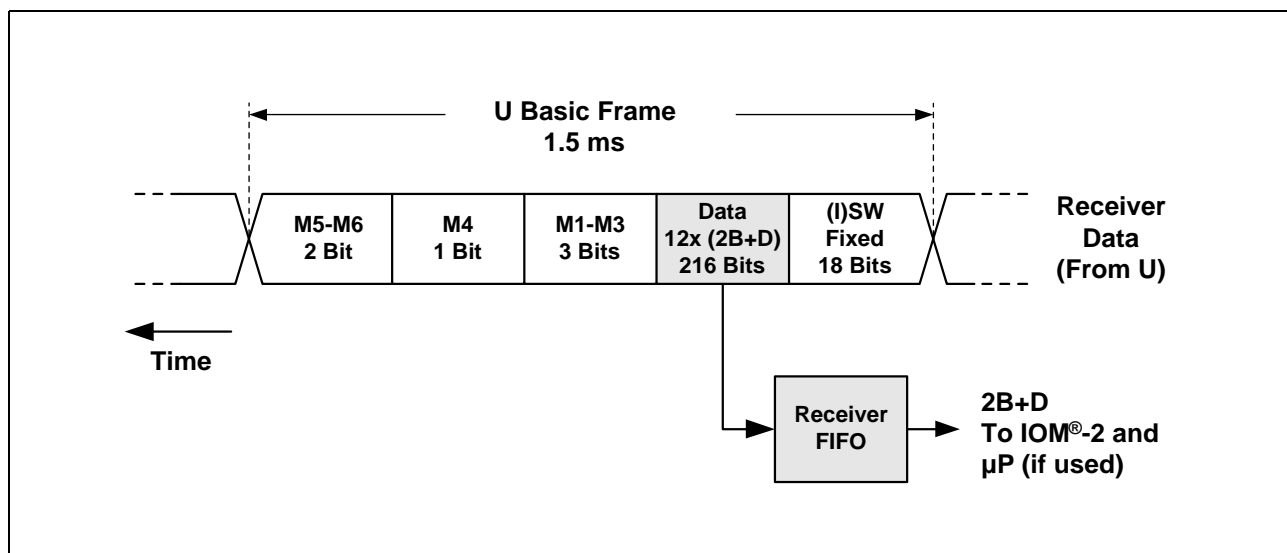 U Basic Frame
1.5 ms
M5-M6
2 Bit
M4
1 Bit
M1-M3
3 Bits
Data
12x (2B+D)
216 Bits
(I)SW
Fixed
18 Bits
Receiver
Data
(From U)
Time
Receiver
FIFO
2B+D
To IOM®-2 and
µP (if used)